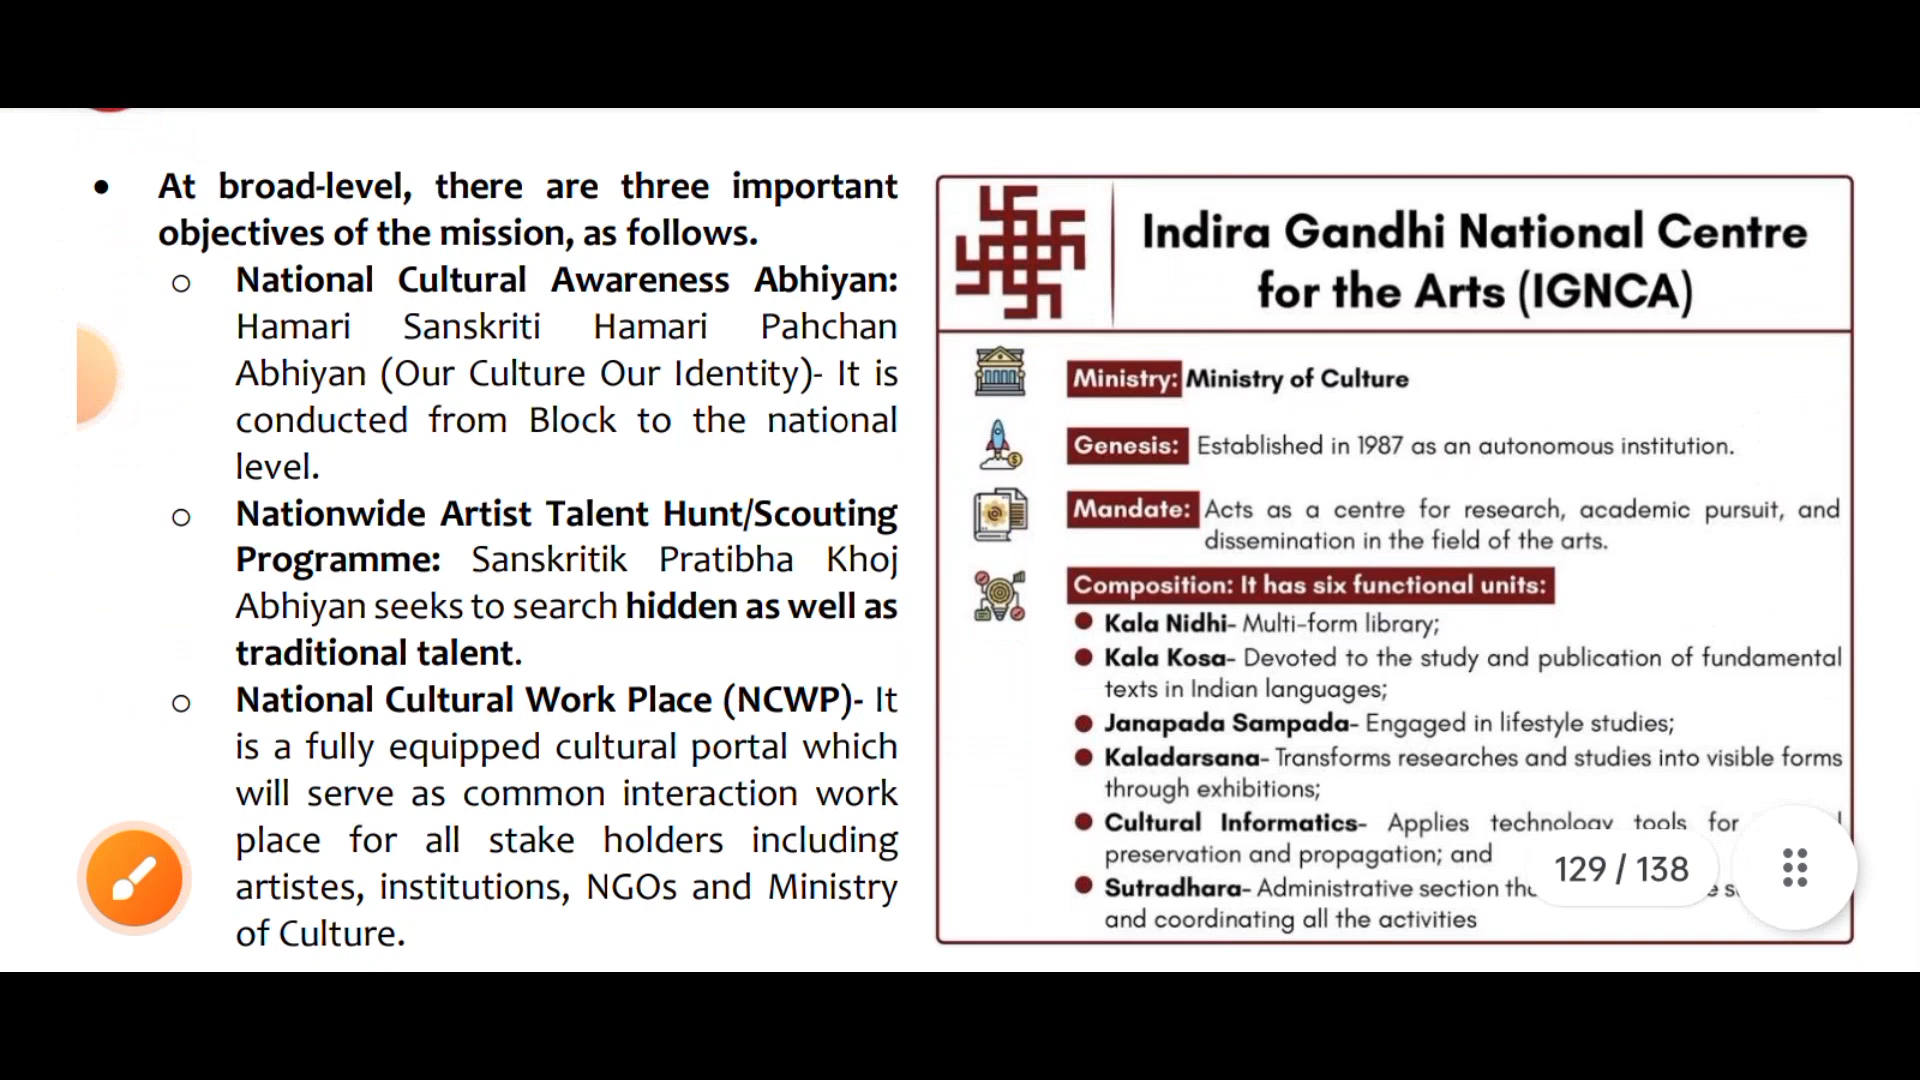 • At broad-level, there are three important
objectives of the mission, as follows.
o National Cultural Awareness Abhiyan:
Hamari Sanskriti Hamari Pahchan
Abhiyan (Our Culture Our Identity)- It is
conducted from Block to the national
level.
o Nationwide Artist Talent Hunt/Scouting
Programme: Sanskritik Pratibha Khoj
Abhiyan seeks to search hidden as well as
traditional talent.
o National Cultural Work Place (NCWP)- It
is a fully equipped cultural portal which
will serve as common interaction work
place for all stake holders including
artistes, institutions, NGOs and Ministry
of Culture.
Indira Gandhi National Centre
for the Arts (IGNCA)
Ministry: Ministry of Culture
Genesis: Established in 1987 as an autonomous institution.
Mandate: Acts as a centre for research, academic pursuit, and
dissemination in the field of the arts.
Composition: It has six functional units:
● Kala Nidhi- Multi-form library;
● Kala Kosa- Devoted to the study and publication of fundamental
texts in Indian languages;
● Janapada Sampada- Engaged in lifestyle studies;
● Kaladarsana- Transforms researches and studies into visible forms
through exhibitions;
● Cultural Informatics- Applies technology tools for
preservation and propagation; and
● Sutradhara- Administrative section
and coordinating all the activities
129 / 138